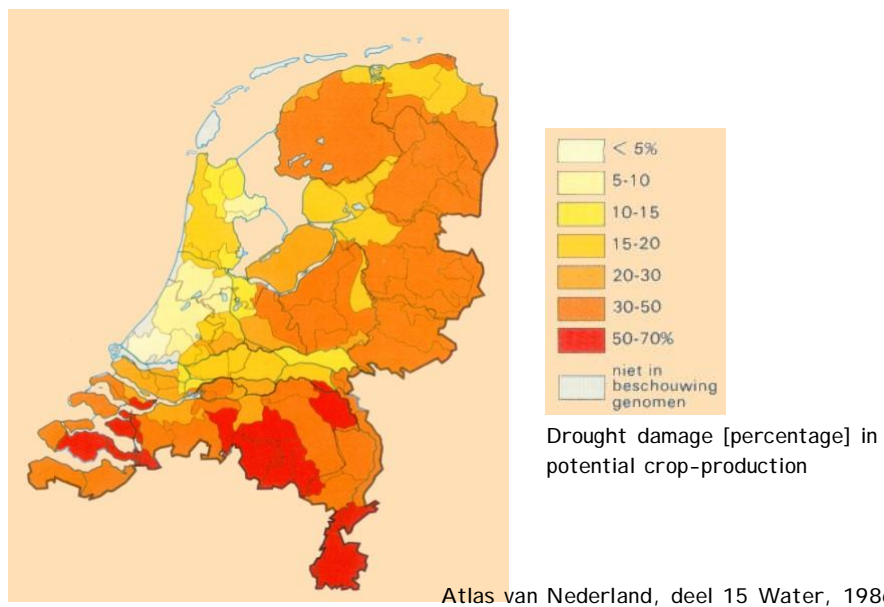 < 5%
5-10
10-15
15-20
20-30
30-50
50-70%
niet in
beschouwing
genomen
Drought damage [percentage] in
potential crop-production
Atlas van Nederland, deel 15 Water,